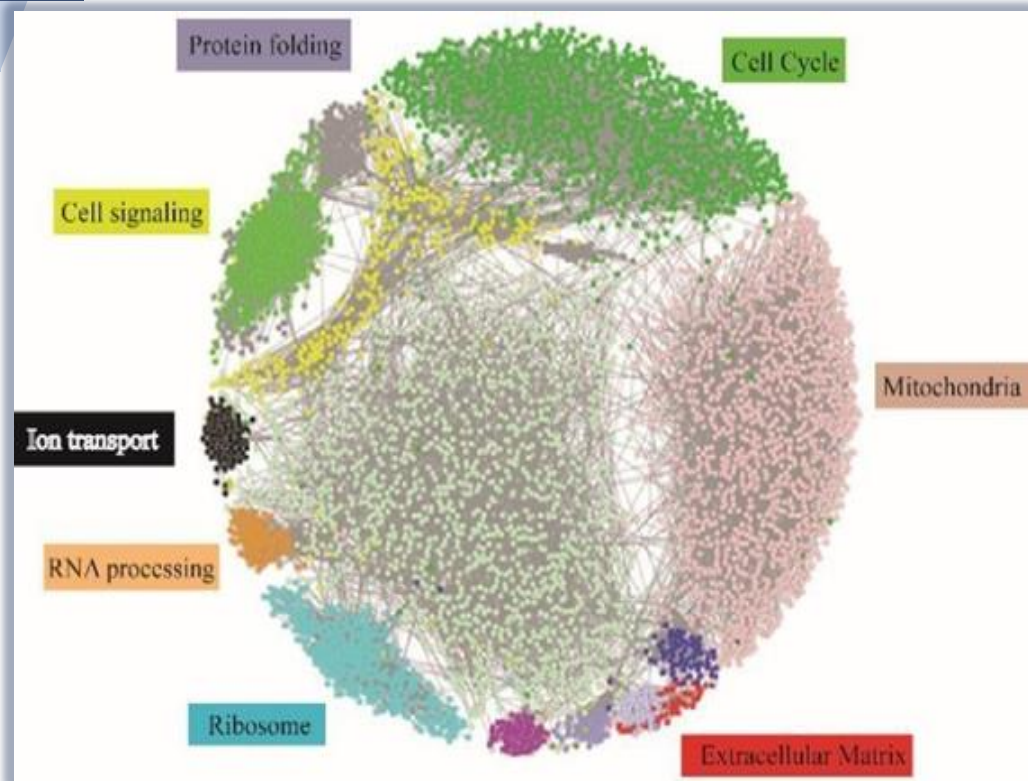 Protein folding
Cell Cycle
Cell signaling
Mitochondria
Ion transport
RNA processing
Ribosome
Extracellular Matrix